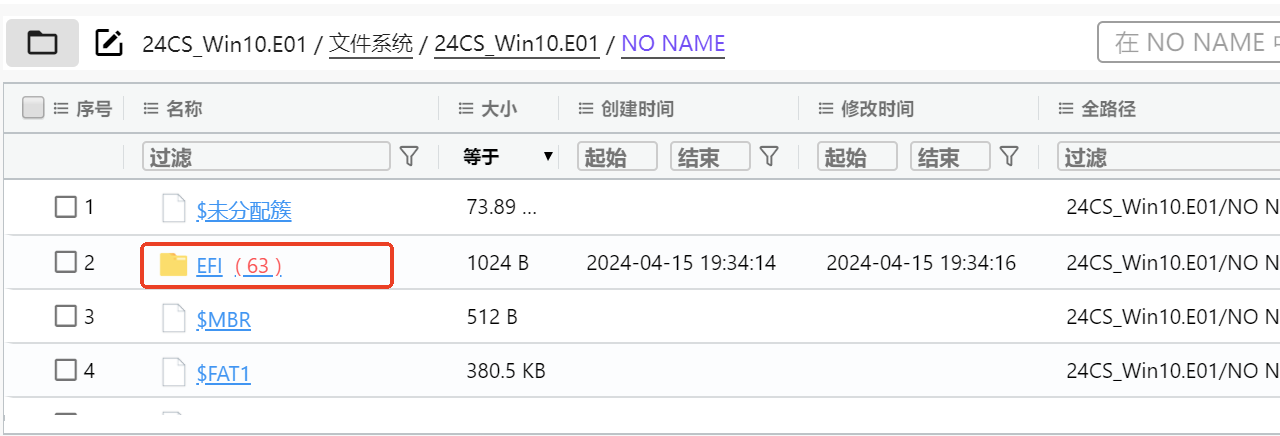 24CS_Win10.E01 / 文件系统 / 24CS_Win10.E01 / NO NAME 在 NO NAME
序号 名称 大小 创建时间 修改时间 全路径
过滤 等于 起始 结束 起始 结束 过滤
1 $未分配簇 73.89 ... 24CS_Win10.E01/NO N
2 EFI ( 63 ) 1024 B 2024-04-15 19:34:14 2024-04-15 19:34:16 24CS_Win10.E01/NO N
3 $MBR 512 B 24CS_Win10.E01/NO N
4 $FAT1 380.5 KB 24CS_Win10.E01/NO N